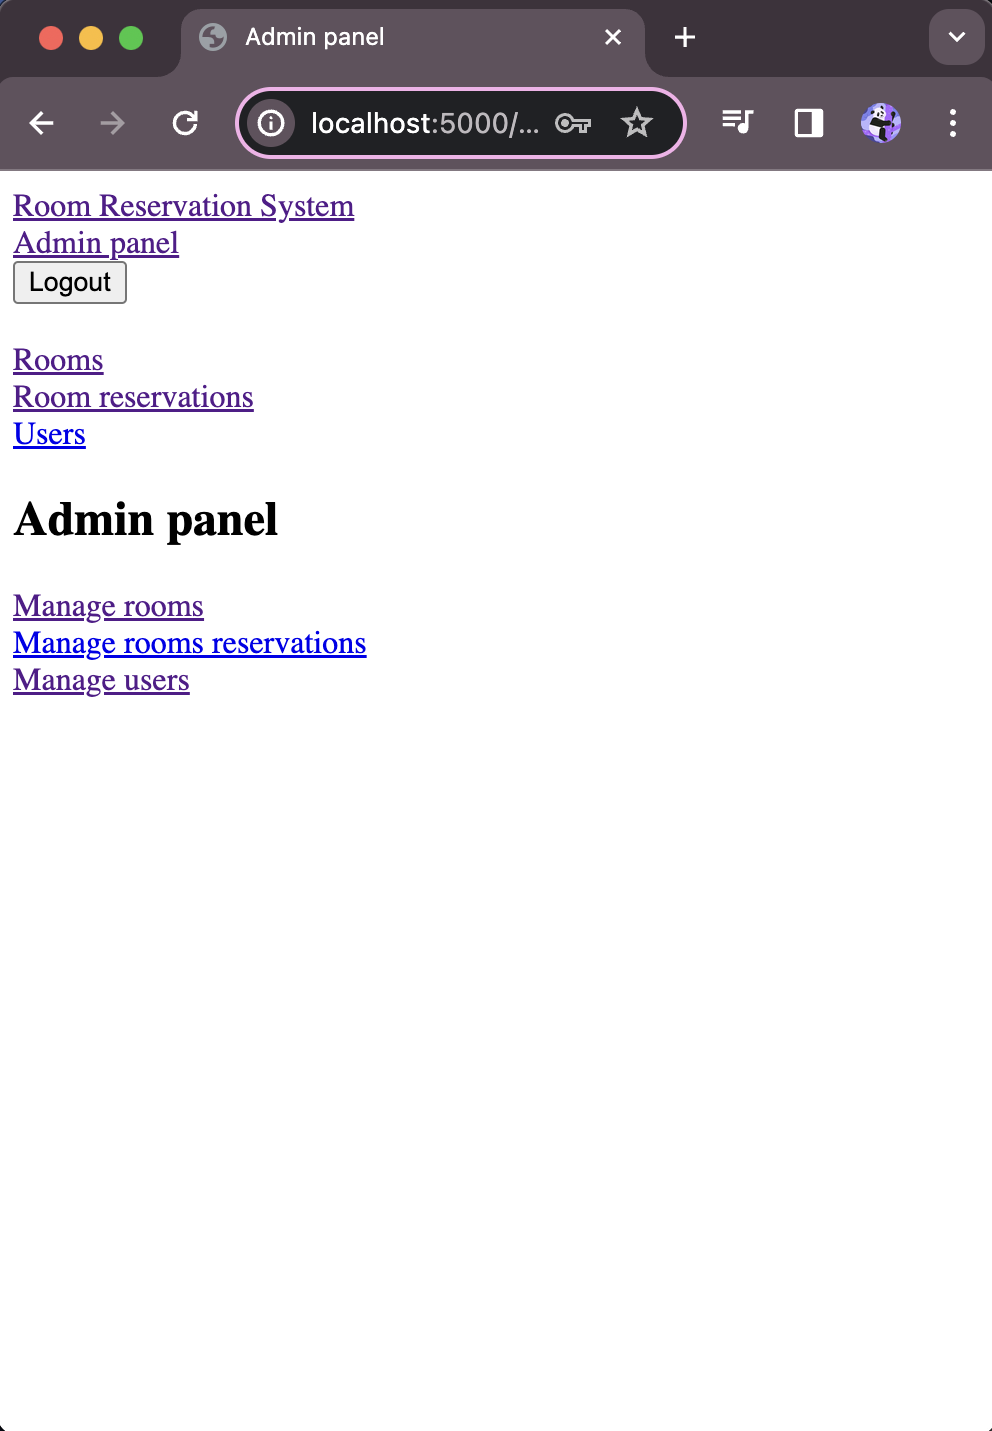 Admin panel
localhost:5000/...
Room Reservation System
Admin panel
Logout
Rooms
Room reservations
Users
Admin panel
Manage rooms
Manage rooms reservations
Manage users